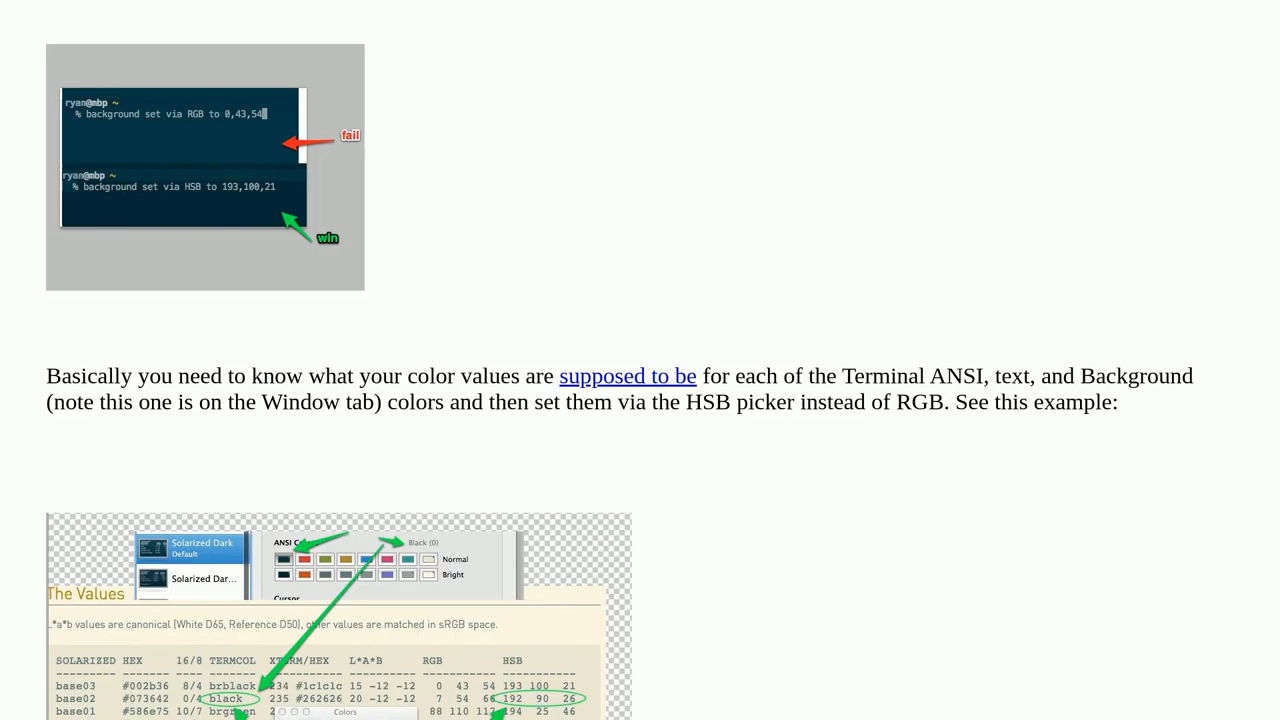 ryan@mbp ~
% background set via RGB to 0,43,54
fail
ryan@mbp ~
% background set via HSB to 193,100,21
win
Basically you need to know what your color values are supposed to be for each of the Terminal ANSI, text, and Background
(note this one is on the Window tab) colors and then set them via the HSB picker instead of RGB. See this example:
Solarized Dark
Default
Solarized Dar...
ANSI
Black (0)
Normal
Bright
Cursor
The Values
L*a*b values are canonical (White D65, Reference D50), other values are matched in sRGB space.
SOLARIZED HEX 16/8 TERMCOL XTERM/HEX L*A*B RGB HSB
--------- ------- ---- ------- ----------- ---------- ----------- -----------
base03 #002b36 8/4 brblack 234 #1c1c1c 15 -12 -12 0 43 54 193 100 21
base02 #073642 0/4 black 235 #262626 20 -12 -12 7 54 66 192 90 26
base01 #586e75 10/7 brgreen 2 Colors 88 110 117 194 25 46